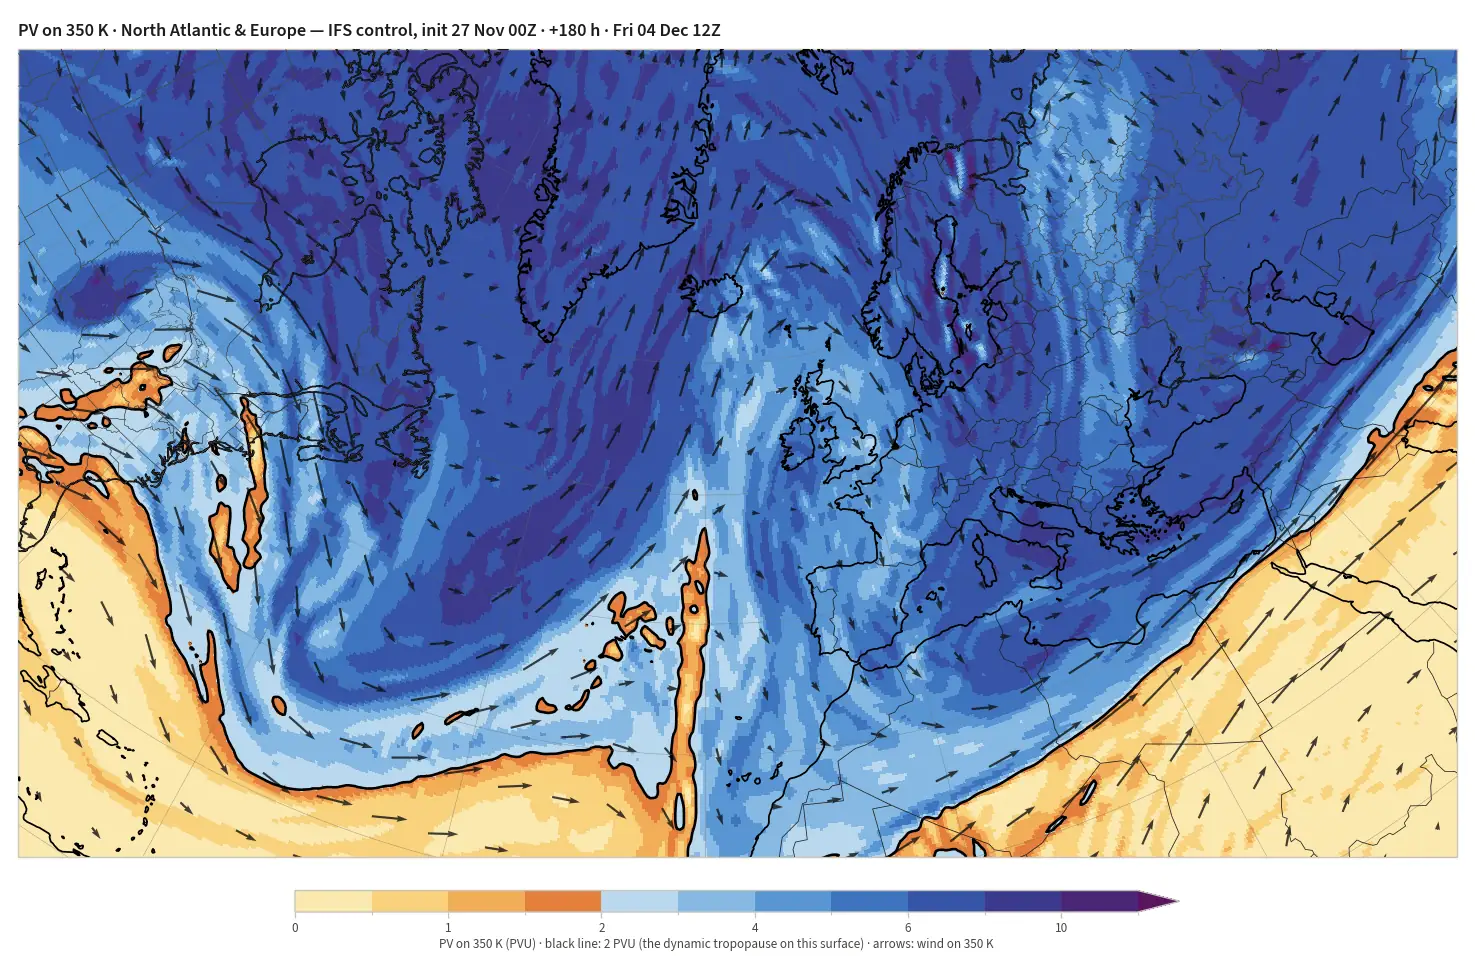 PV on 350 K · North Atlantic & Europe — IFS control, init 27 Nov 00Z · +180 h · Fri 04 Dec 12Z
0 1 2 4 6 10
PV on 350 K (PVU) · black line: 2 PVU (the dynamic tropopause on this surface) · arrows: wind on 350 K